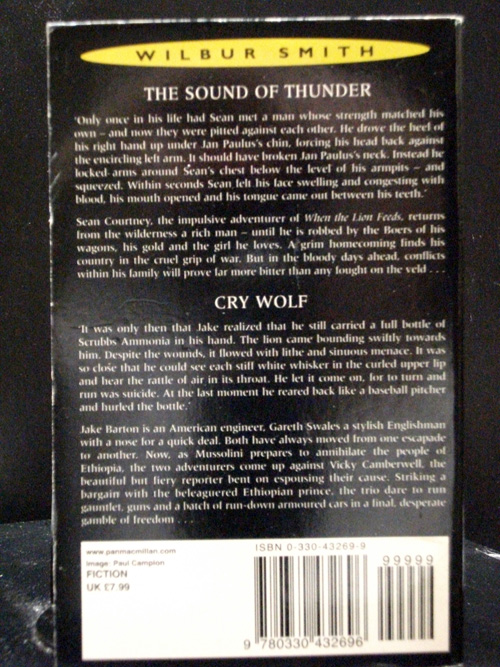 WILBUR SMITH
THE SOUND OF THUNDER
'Only once in his life had Sean met a man whose strength matched his
own – and now they were pitted against each other. He drove the heel of
his right hand up under Jan Paulus's chin, forcing his head back against
the encircling left arm. It should have broken Jan Paulus's neck. Instead he
locked arms around Sean's chest below the level of his armpits – and
squeezed. Within seconds Sean felt his face swelling and congesting with
blood, his mouth opened and his tongue came out between his teeth.'
Sean Courtney, the impulsive adventurer of When the Lion Feeds, returns
from the wilderness a rich man – until he is robbed by the Boers of his
wagons, his gold and the girl he loves. A grim homecoming finds his
country in the cruel grip of war. But in the bloody days ahead, conflicts
within his family will prove far more bitter than any fought on the veld . . .
CRY WOLF
'It was only then that Jake realized that he still carried a full bottle of
Scrubbs Ammonia in his hand. The lion came bounding swiftly towards
him. Despite the wounds, it flowed with lithe and sinuous menace. It was
so close that he could see each still white whisker in the curled upper lip
and hear the rattle of air in its throat. He let it come on, for to turn and
run was suicide. At the last moment he reared back like a baseball pitcher
and hurled the bottle.'
Jake Barton is an American engineer, Gareth Swales a stylish Englishman
with a nose for a quick deal. Both have always moved from one escapade
to another. Now, as Mussolini prepares to annihilate the people of
Ethiopia, the two adventurers come up against Vicky Camberwell, the
beautiful but fiery reporter bent on espousing their cause. Striking a
bargain with the beleaguered Ethiopian prince, the trio dare to run
gauntlet, guns and a batch of run-down armoured cars in a final, desperate
gamble of freedom . . . .
www.panmacmillan.com
Image: Paul Campion
FICTION
UK £7.99
ISBN 0-330-43269-9
99999
9 780330 432696